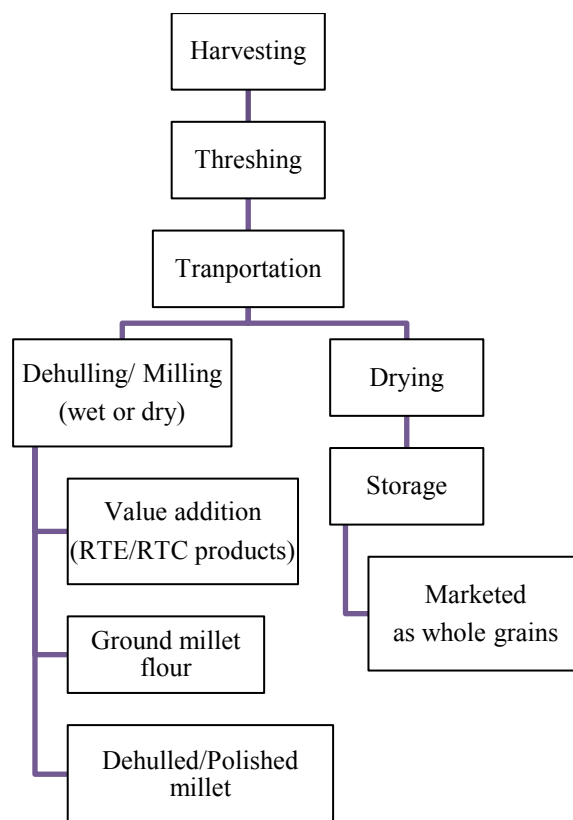 Harvesting
Threshing
Tranportation
Dehulling/ Milling
(wet or dry)
Drying
Storage
Value addition
(RTE/RTC products)
Marketed
as whole grains
Ground millet
flour
Dehulled/Polished
millet